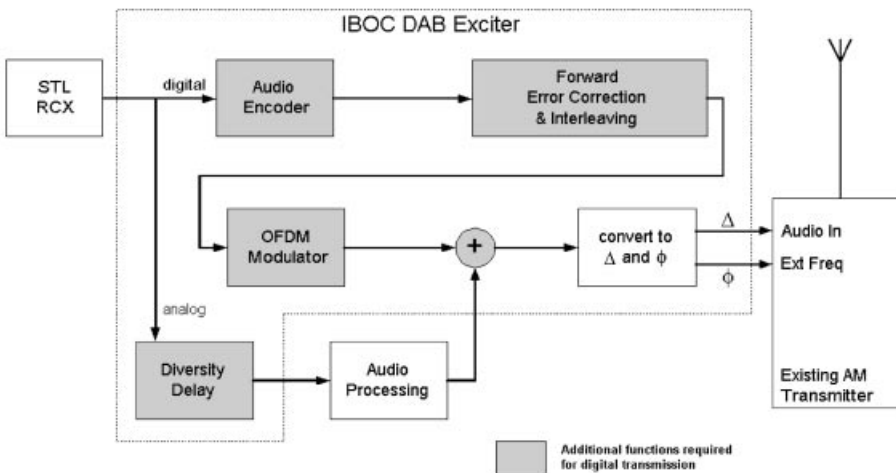 IBOC DAB Exciter
STL
RCX
digital
Audio
Encoder
Forward
Error Correction
& Interleaving
OFDM
Modulator
+
convert to
Δ and ϕ
Δ
ϕ
Audio In
Ext Freq
analog
Diversity
Delay
Audio
Processing
Existing AM
Transmitter
Additional functions required
for digital transmission